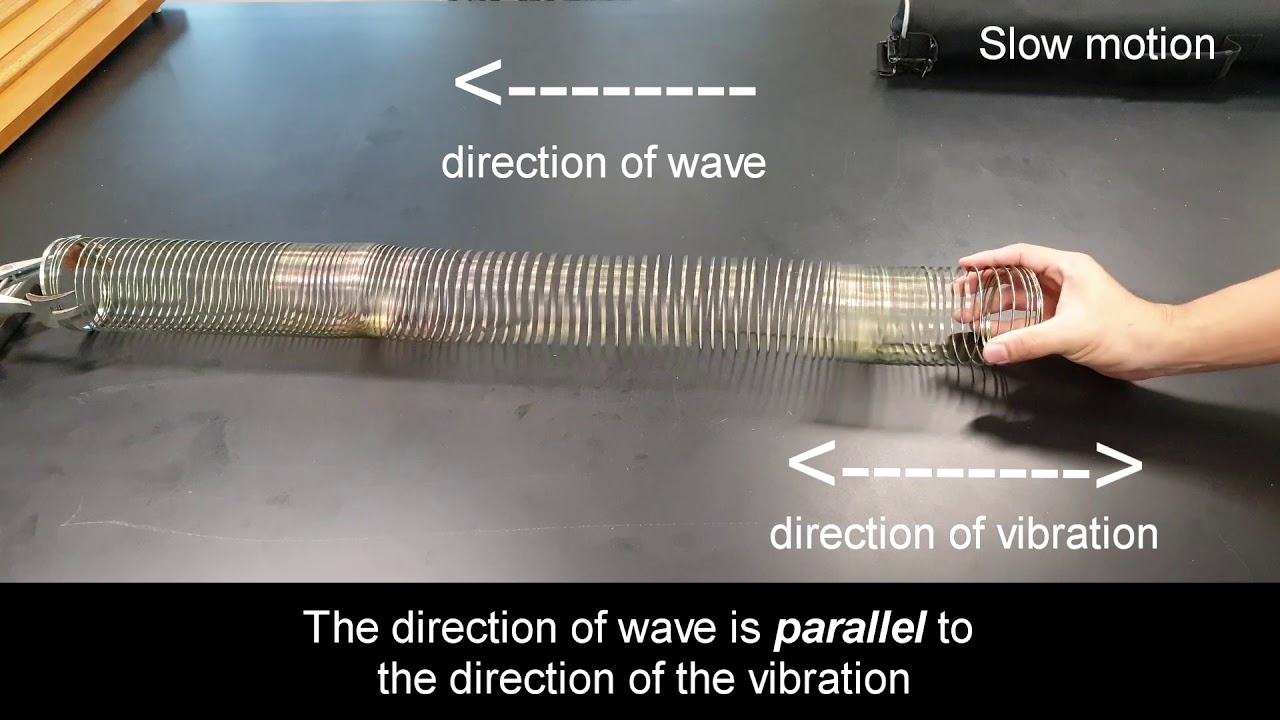 Slow motion
<---------
direction of wave
<--------->
direction of vibration
The direction of wave is parallel to
the direction of the vibration